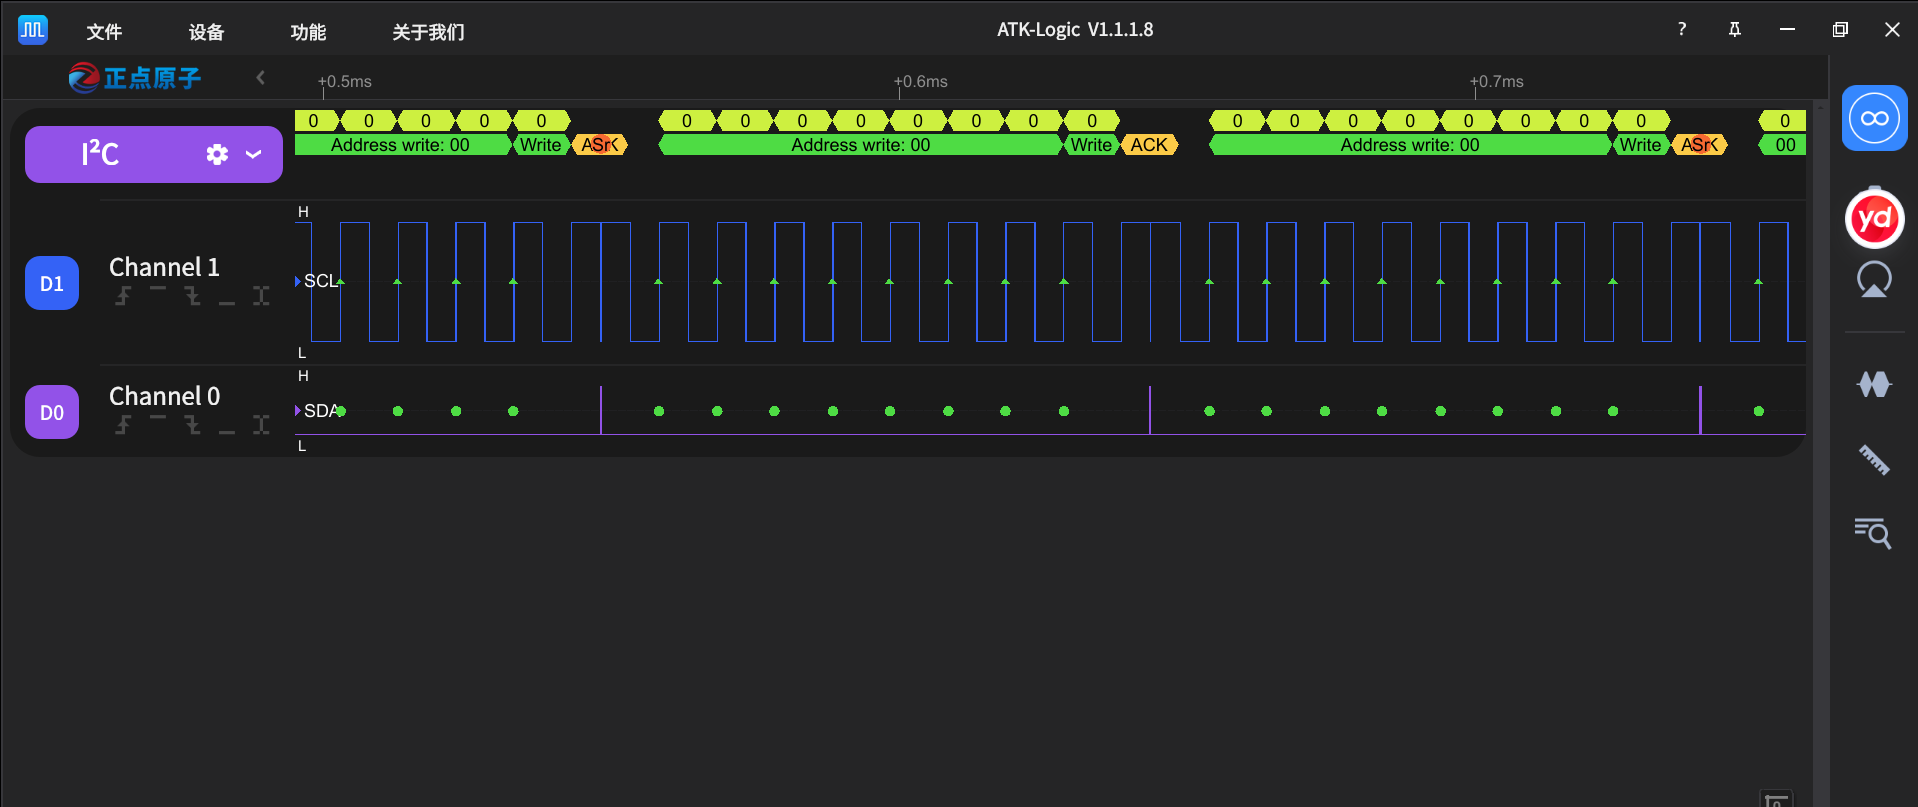 文件 设备 功能 关于我们 ATK-Logic V1.1.1.8 ?
正点原子 +0.5ms +0.6ms +0.7ms
0 0 0 0 0 0 0 0 0 0 0 0 0 0 0 0 0 0 0 0 0 0
I²C Address write: 00 Write ASrK Address write: 00 Write ACK Address write: 00 Write ASrK 00
H
D1 Channel 1 SCL
L
H
D0 Channel 0 SDA
L
yd